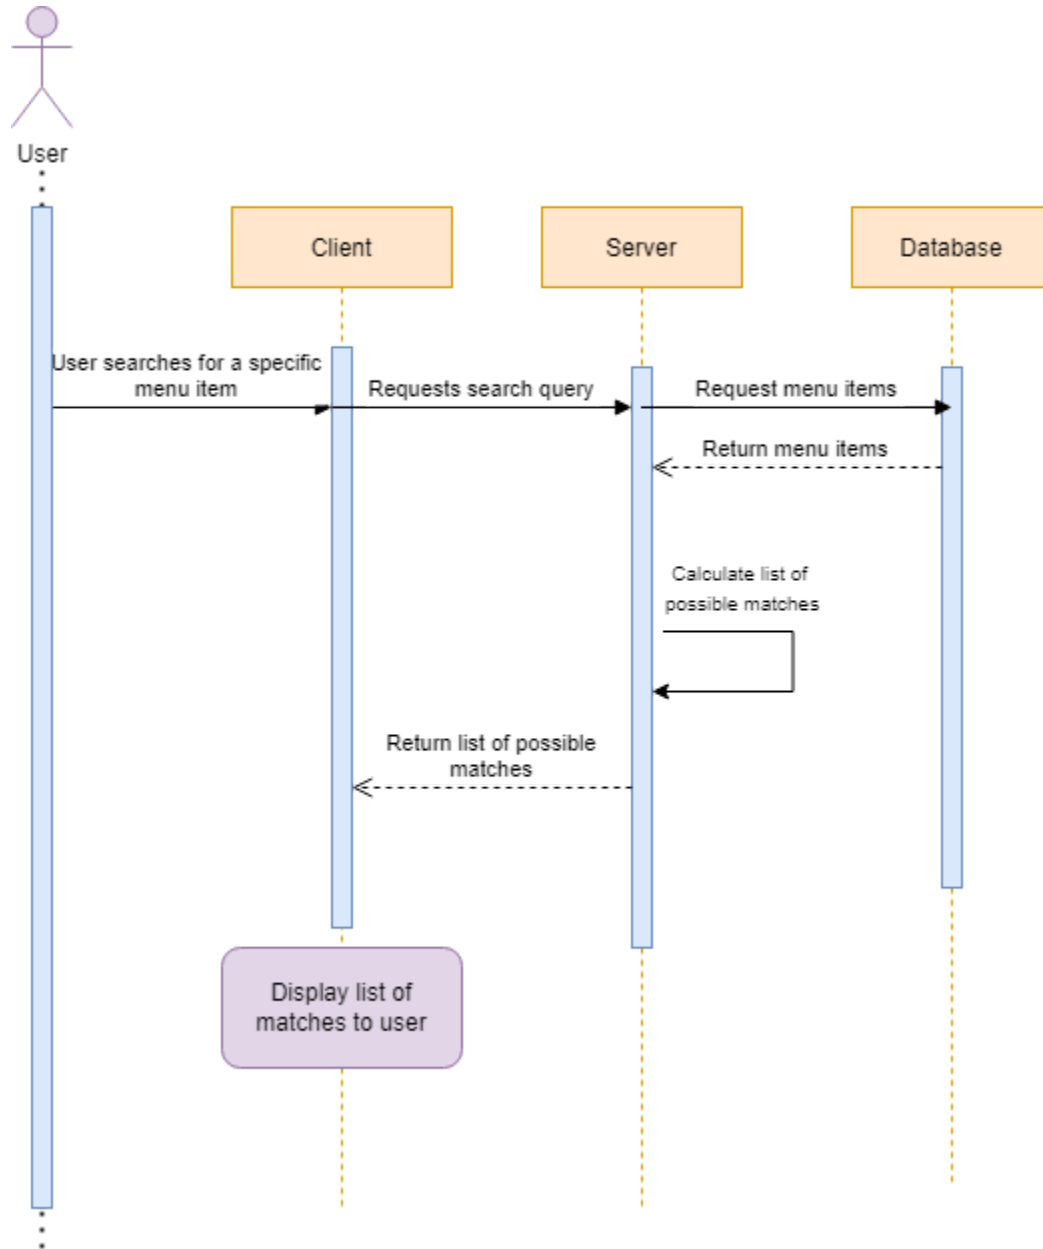 User
Client
Server
Database
User searches for a specific
menu item
Requests search query
Request menu items
Return menu items
Calculate list of
possible matches
Return list of possible
matches
Display list of
matches to user